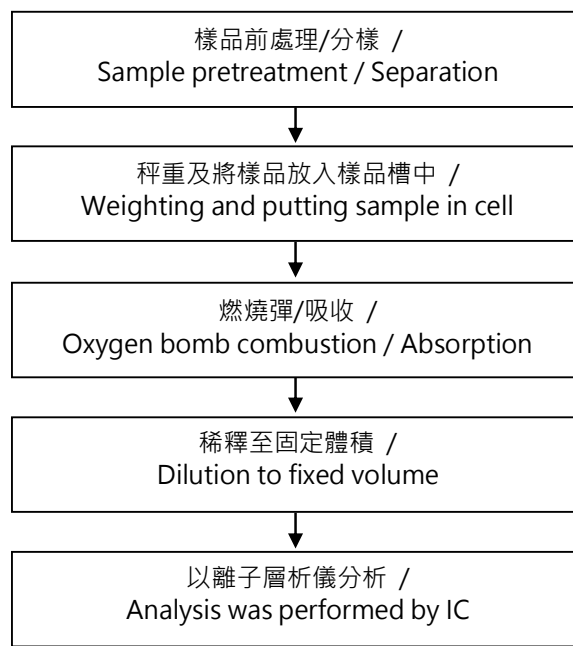 樣品前處理/分樣 /
Sample pretreatment / Separation
秤重及將樣品放入樣品槽中 /
Weighting and putting sample in cell
燃燒彈/吸收 /
Oxygen bomb combustion / Absorption
稀釋至固定體積 /
Dilution to fixed volume
以離子層析儀分析 /
Analysis was performed by IC